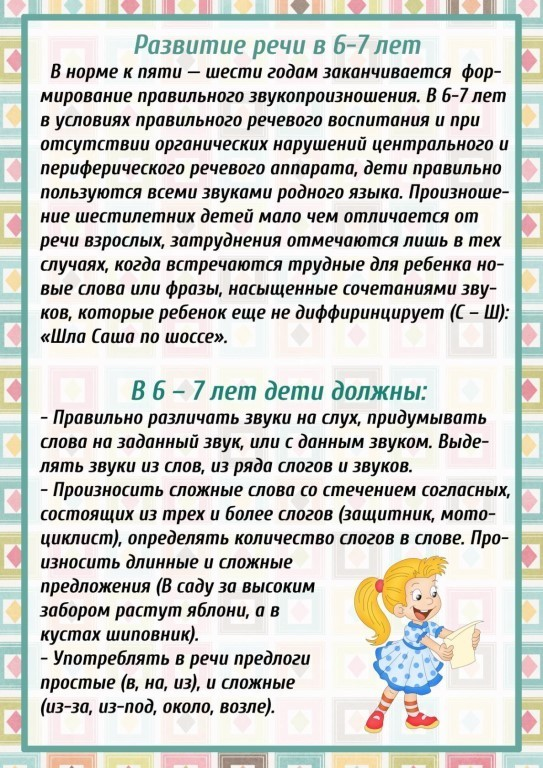 Развитие речи в 6-7 лет
В норме к пяти — шести годам заканчивается фор-
мирование правильного звукопроизношения. В 6-7 лет
в условиях правильного речевого воспитания и при
отсутствии органических нарушений центрального и
периферического речевого аппарата, дети правильно
пользуются всеми звуками родного языка. Произноше-
ние шестилетних детей мало чем отличается от
речи взрослых, затруднения отмечаются лишь в тех
случаях, когда встречаются трудные для ребенка но-
вые слова или фразы, насыщенные сочетаниями зву-
ков, которые ребенок еще не диффиринцирует (С – Ш):
«Шла Саша по шоссе».
В 6 – 7 лет дети должны:
- Правильно различать звуки на слух, придумывать
слова на заданный звук, или с данным звуком. Выде-
лять звуки из слов, из ряда слогов и звуков.
- Произносить сложные слова со стечением согласных,
состоящих из трех и более слогов (защитник, мото-
циклист), определять количество слогов в слове. Про-
износить длинные и сложные
предложения (В саду за высоким
забором растут яблони, а в
кустах шиповник).
- Употреблять в речи предлоги
простые (в, на, из), и сложные
(из-за, из-под, около, возле).